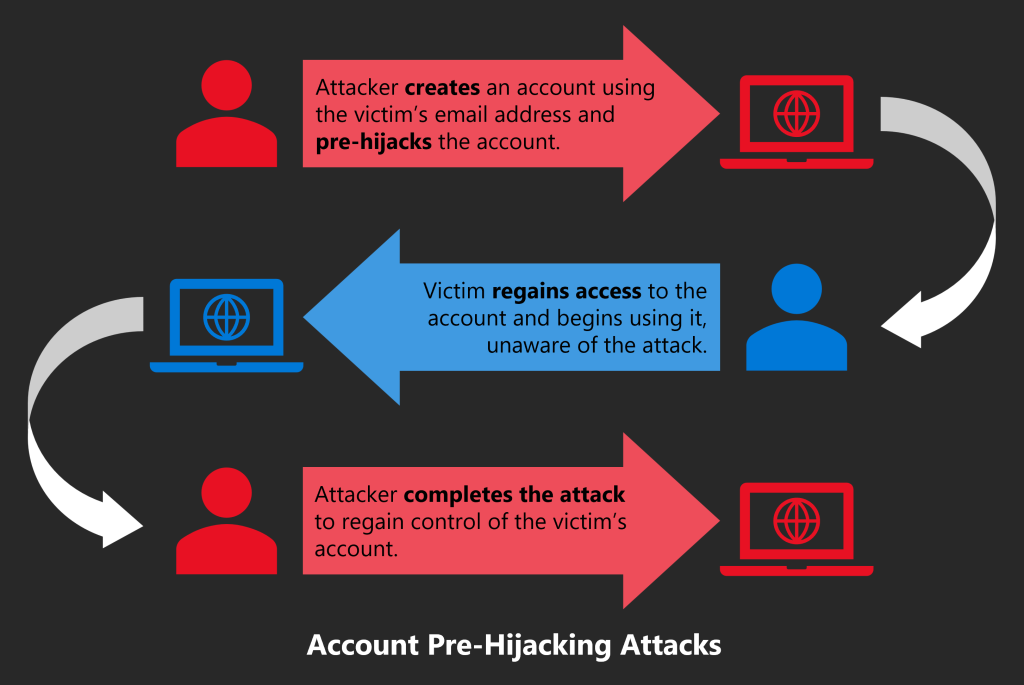 Attacker creates an account using
the victim’s email address and
pre-hijacks the account.
Victim regains access to the
account and begins using it,
unaware of the attack.
Attacker completes the attack
to regain control of the victim’s
account.
Account Pre-Hijacking Attacks